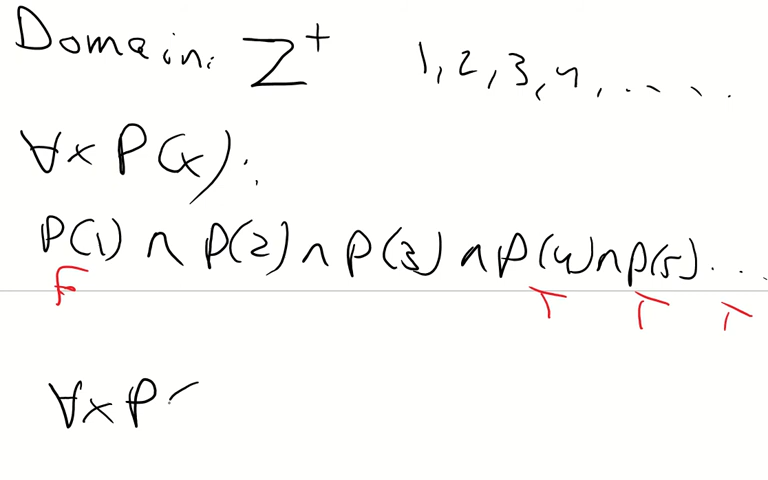 Domain: Z+ 1, 2, 3, 4, .....
∀x P(x):
P(1) ∧ P(2) ∧ P(3) ∧ P(4) ∧ P(5) ...
F T T T
∀x P(